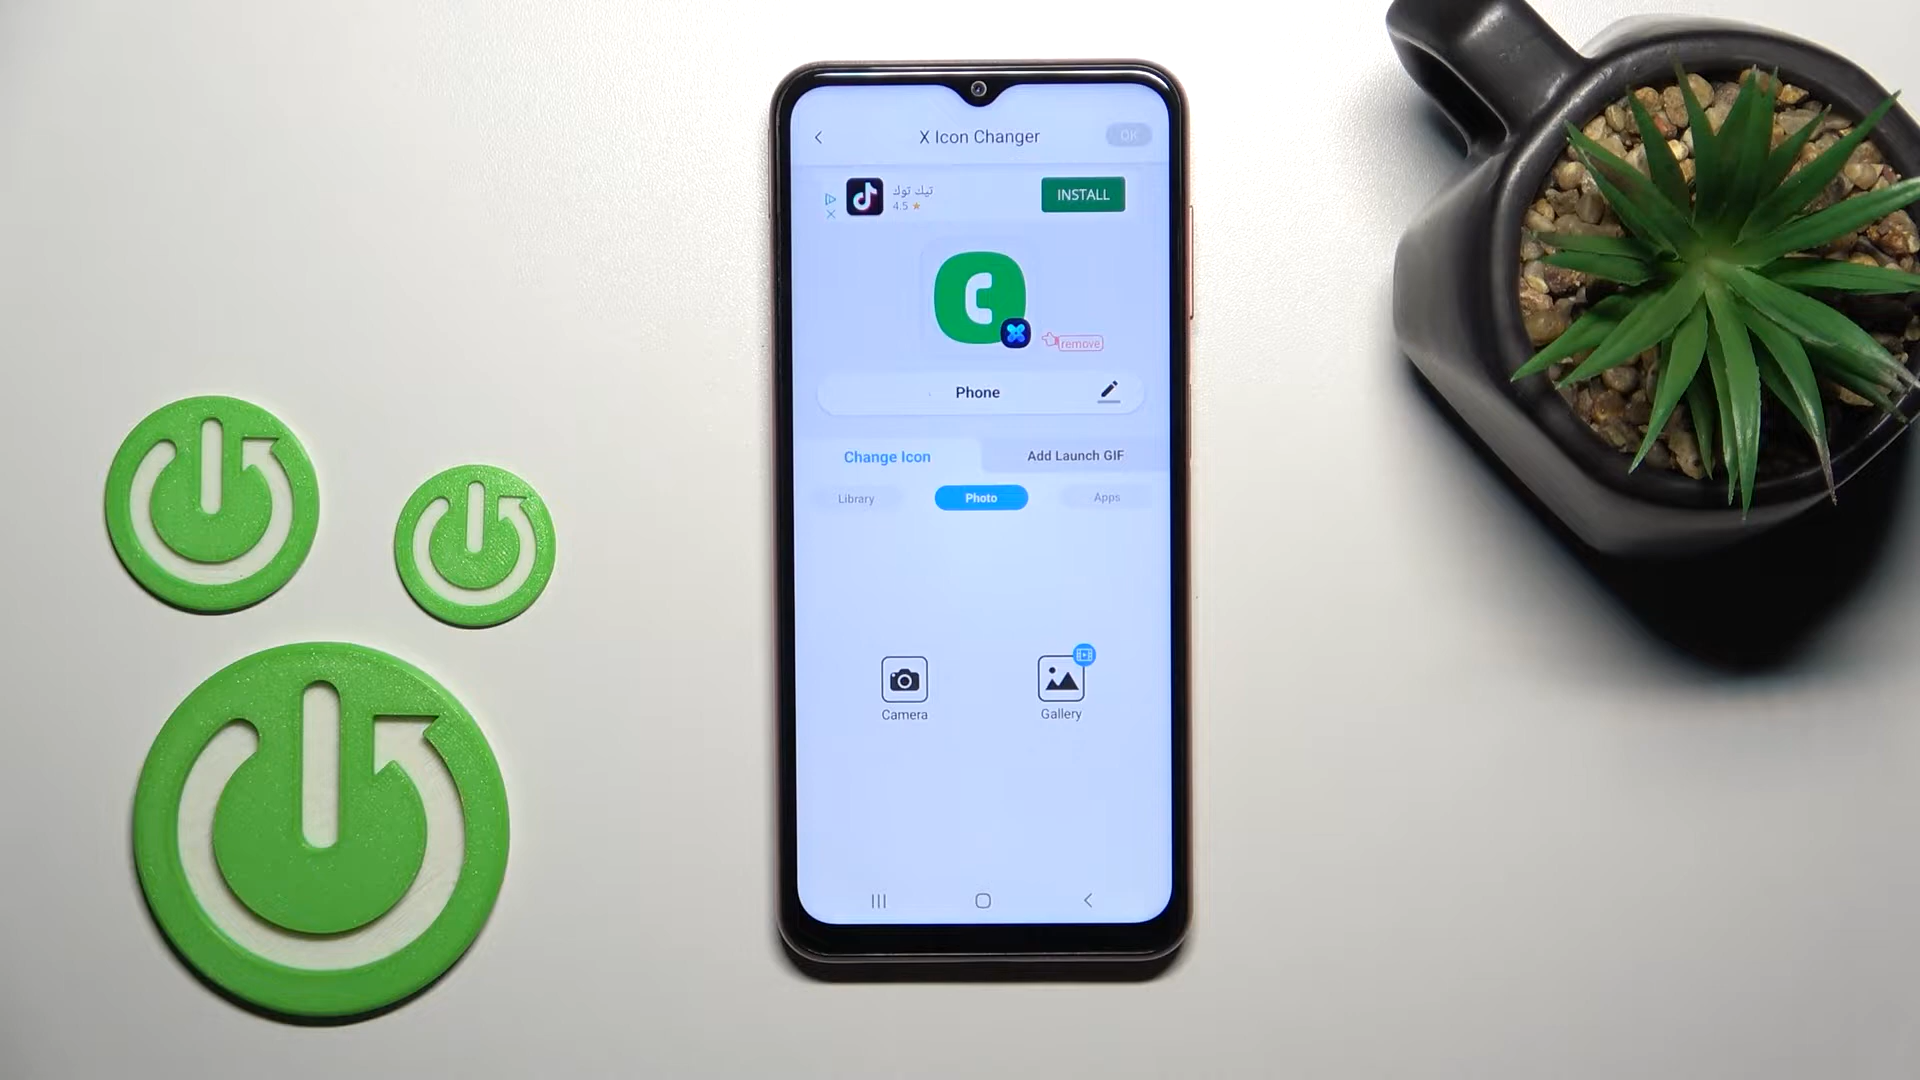 X Icon Changer
OK
تيك توك
4.5 ★
INSTALL
remove
Phone
Change Icon
Add Launch GIF
Library
Photo
Apps
Camera
Gallery